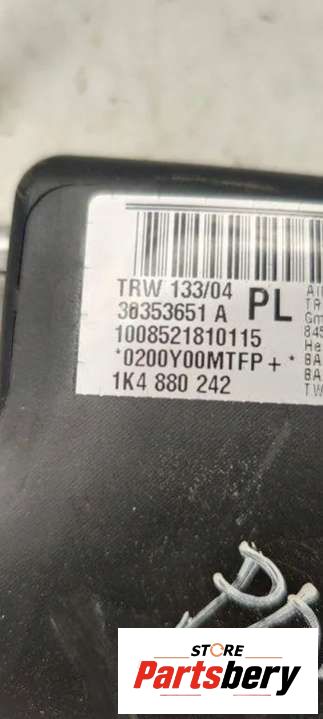 TRW 133/04
30353651 A
PL
1008521810115
*0200Y00MTFP+*
1K4 880 242
STORE
Partsbery